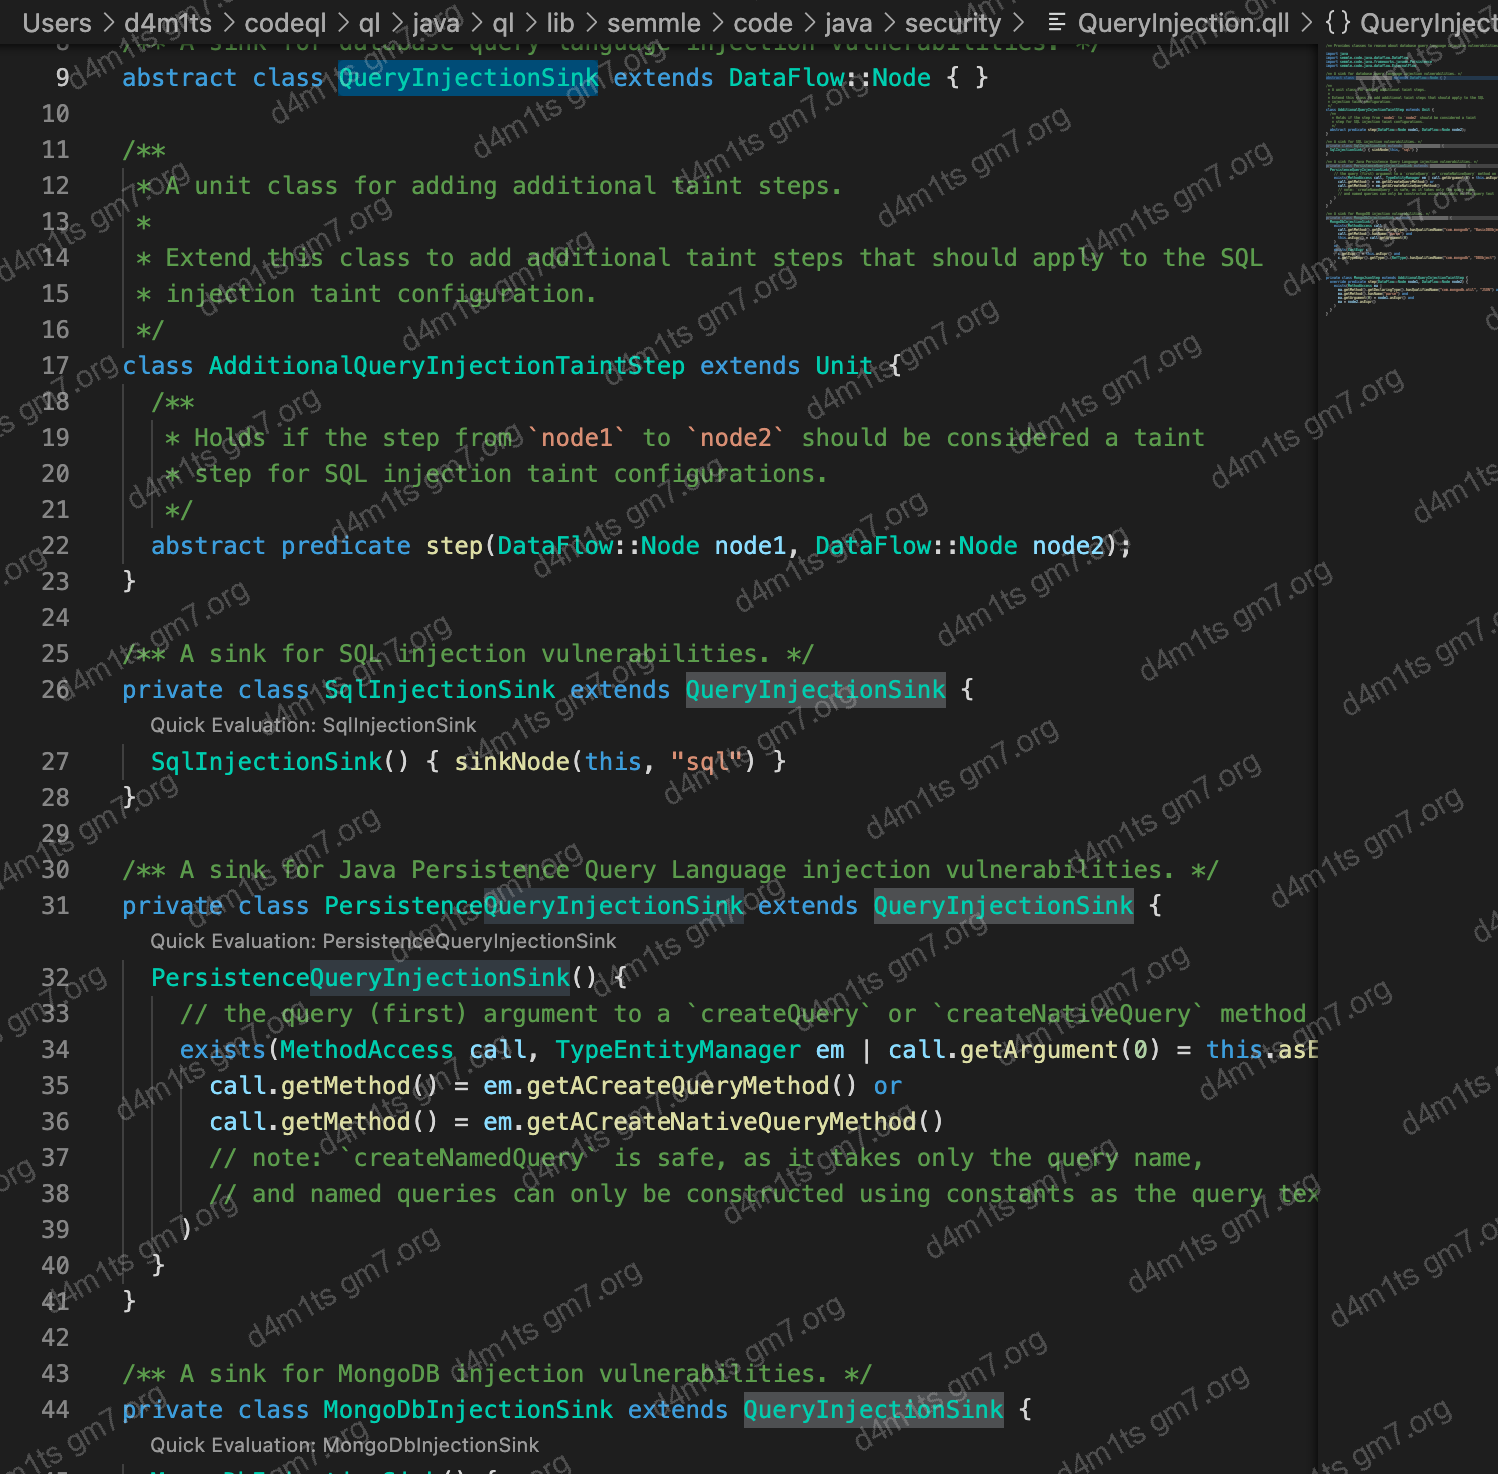 Users > d4m1ts > codeql > ql > java > ql > lib > semmle > code > java > security > QueryInjection.qll > {} QueryInject
8 /** A sink for database query language injection vulnerabilities. */
9 abstract class QueryInjectionSink extends DataFlow::Node { }
10
11 /**
12 * A unit class for adding additional taint steps.
13 *
14 * Extend this class to add additional taint steps that should apply to the SQL
15 * injection taint configuration.
16 */
17 class AdditionalQueryInjectionTaintStep extends Unit {
18 /**
19 * Holds if the step from `node1` to `node2` should be considered a taint
20 * step for SQL injection taint configurations.
21 */
22 abstract predicate step(DataFlow::Node node1, DataFlow::Node node2);
23 }
24
25 /** A sink for SQL injection vulnerabilities. */
26 private class SqlInjectionSink extends QueryInjectionSink {
Quick Evaluation: SqlInjectionSink
27 SqlInjectionSink() { sinkNode(this, "sql") }
28 }
29
30 /** A sink for Java Persistence Query Language injection vulnerabilities. */
31 private class PersistenceQueryInjectionSink extends QueryInjectionSink {
Quick Evaluation: PersistenceQueryInjectionSink
32 PersistenceQueryInjectionSink() {
33 // the query (first) argument to a `createQuery` or `createNativeQuery` method
34 exists(MethodAccess call, TypeEntityManager em | call.getArgument(0) = this.asE
35 call.getMethod() = em.getACreateQueryMethod() or
36 call.getMethod() = em.getACreateNativeQueryMethod()
37 // note: `createNamedQuery` is safe, as it takes only the query name,
38 // and named queries can only be constructed using constants as the query tex
39 )
40 }
41 }
42
43 /** A sink for MongoDB injection vulnerabilities. */
44 private class MongoDbInjectionSink extends QueryInjectionSink {
Quick Evaluation: MongoDbInjectionSink
45 MongoDbInjectionSink() {
d4m1ts gm7.org